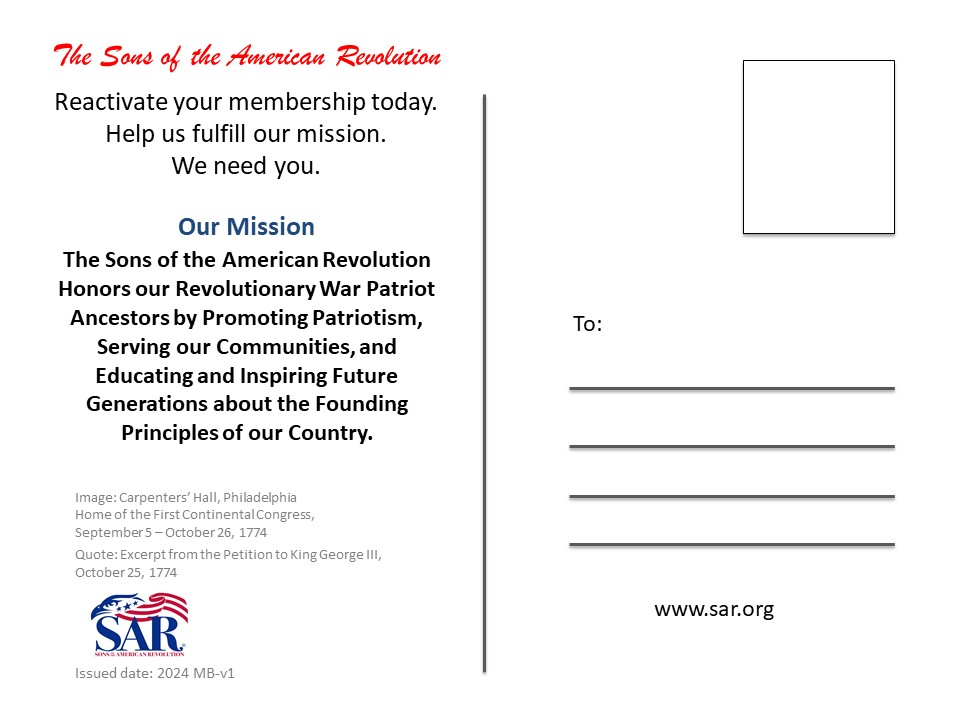 The Sons of the American Revolution
Reactivate your membership today.
Help us fulfill our mission.
We need you.
Our Mission
The Sons of the American Revolution
Honors our Revolutionary War Patriot
Ancestors by Promoting Patriotism,
Serving our Communities, and
Educating and Inspiring Future
Generations about the Founding
Principles of our Country.
Image: Carpenters’ Hall, Philadelphia
Home of the First Continental Congress,
September 5 – October 26, 1774
Quote: Excerpt from the Petition to King George III,
October 25, 1774
SAR
SONS OF THE AMERICAN REVOLUTION
Issued date: 2024 MB-v1
To:
www.sar.org